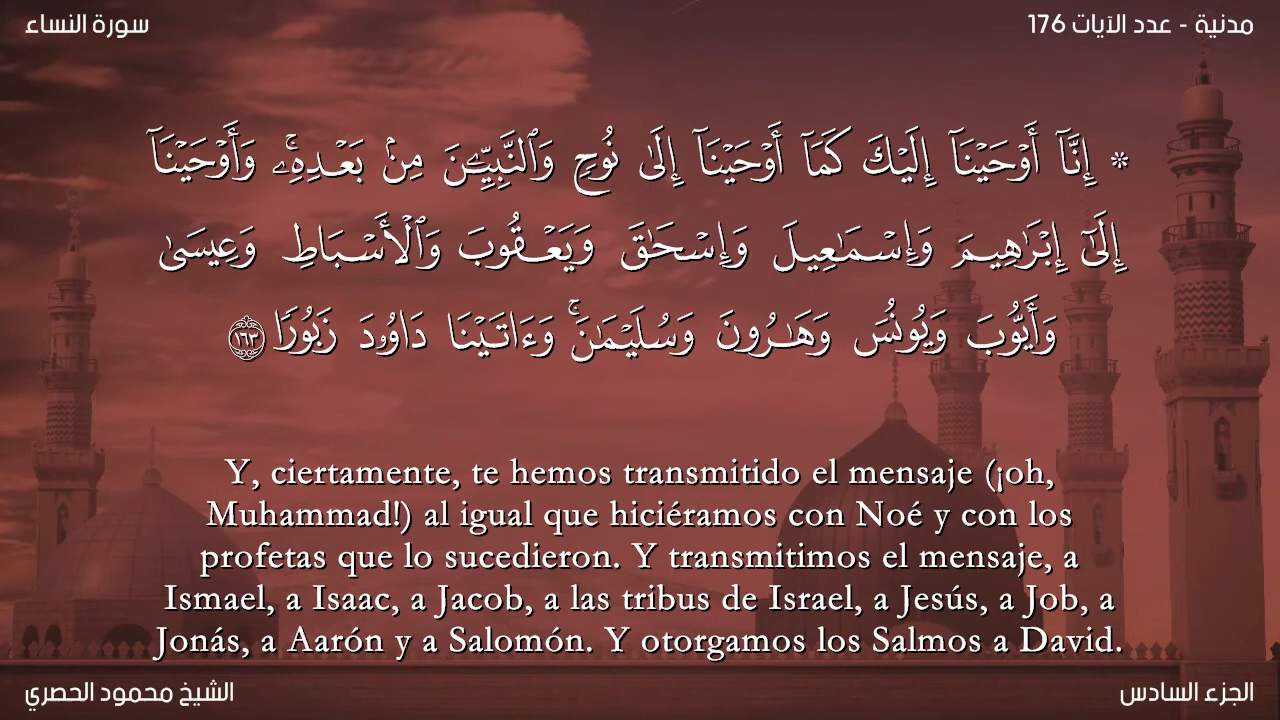 سورة النساء
مدنية - عدد الآيات 176
* إِنَّآ أَوْحَيْنَآ إِلَيْكَ كَمَآ أَوْحَيْنَآ إِلَىٰ نُوحٍ وَٱلنَّبِيِّـۧنَ مِنۢ بَعْدِهِۦۚ وَأَوْحَيْنَآ
إِلَىٰٓ إِبْرَٰهِيمَ وَإِسْمَـٰعِيلَ وَإِسْحَـٰقَ وَيَعْقُوبَ وَٱلْأَسْبَاطِ وَعِيسَىٰ
وَأَيُّوبَ وَيُونُسَ وَهَـٰرُونَ وَسُلَيْمَـٰنَۚ وَءَاتَيْنَا دَاوُۥدَ زَبُورًا ١٦٣
Y, ciertamente, te hemos transmitido el mensaje (¡oh,
Muhammad!) al igual que hiciéramos con Noé y con los
profetas que lo sucedieron. Y transmitimos el mensaje, a
Ismael, a Isaac, a Jacob, a las tribus de Israel, a Jesús, a Job, a
Jonás, a Aarón y a Salomón. Y otorgamos los Salmos a David.
الشيخ محمود الحصري
الجزء السادس